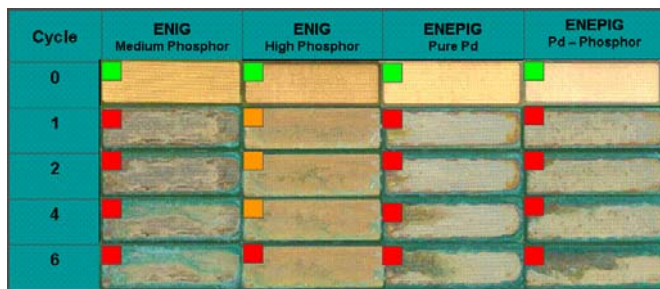 Cycle
ENIG
Medium Phosphor
ENIG
High Phosphor
ENEPIG
Pure Pd
ENEPIG
Pd – Phosphor
0
1
2
4
6